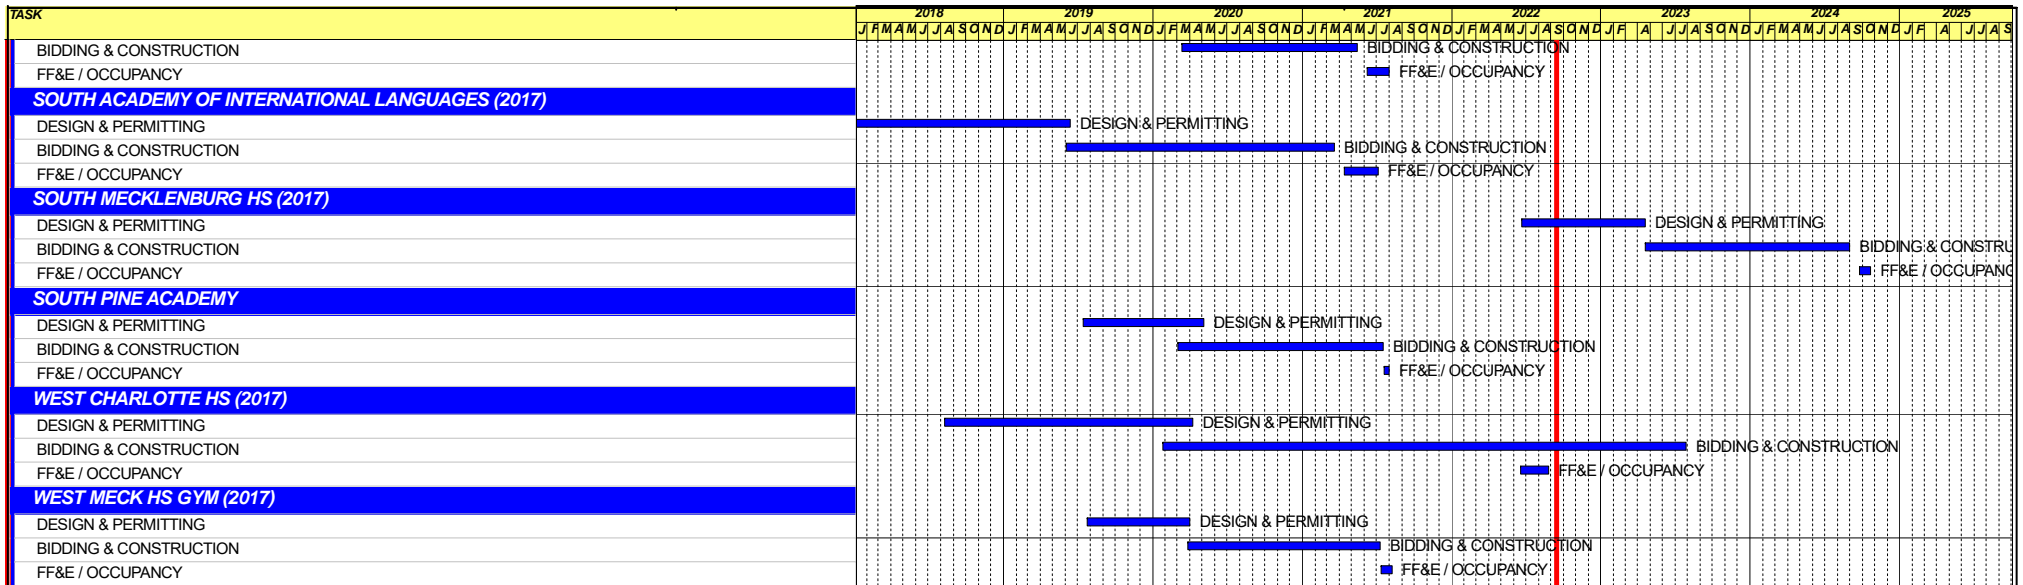 TASK 2018 2019 2020 2021 2022 2023 2024 2025
J F M A M J J A S O N D J F M A M J J A S O N D J F M A M J J A S O N D J F M A M J J A S O N D J F M A M J J A S O N D J F A J J A S O N D J F M A M J J A S O N D J F A J J A S
BIDDING & CONSTRUCTION BIDDING & CONSTRUCTION
FF&E / OCCUPANCY FF&E / OCCUPANCY
SOUTH ACADEMY OF INTERNATIONAL LANGUAGES (2017)
DESIGN & PERMITTING DESIGN & PERMITTING
BIDDING & CONSTRUCTION BIDDING & CONSTRUCTION
FF&E / OCCUPANCY FF&E / OCCUPANCY
SOUTH MECKLENBURG HS (2017)
DESIGN & PERMITTING DESIGN & PERMITTING
BIDDING & CONSTRUCTION BIDDING & CONSTRU
FF&E / OCCUPANCY FF&E / OCCUPANC
SOUTH PINE ACADEMY
DESIGN & PERMITTING DESIGN & PERMITTING
BIDDING & CONSTRUCTION BIDDING & CONSTRUCTION
FF&E / OCCUPANCY FF&E / OCCUPANCY
WEST CHARLOTTE HS (2017)
DESIGN & PERMITTING DESIGN & PERMITTING
BIDDING & CONSTRUCTION BIDDING & CONSTRUCTION
FF&E / OCCUPANCY FF&E / OCCUPANCY
WEST MECK HS GYM (2017)
DESIGN & PERMITTING DESIGN & PERMITTING
BIDDING & CONSTRUCTION BIDDING & CONSTRUCTION
FF&E / OCCUPANCY FF&E / OCCUPANCY